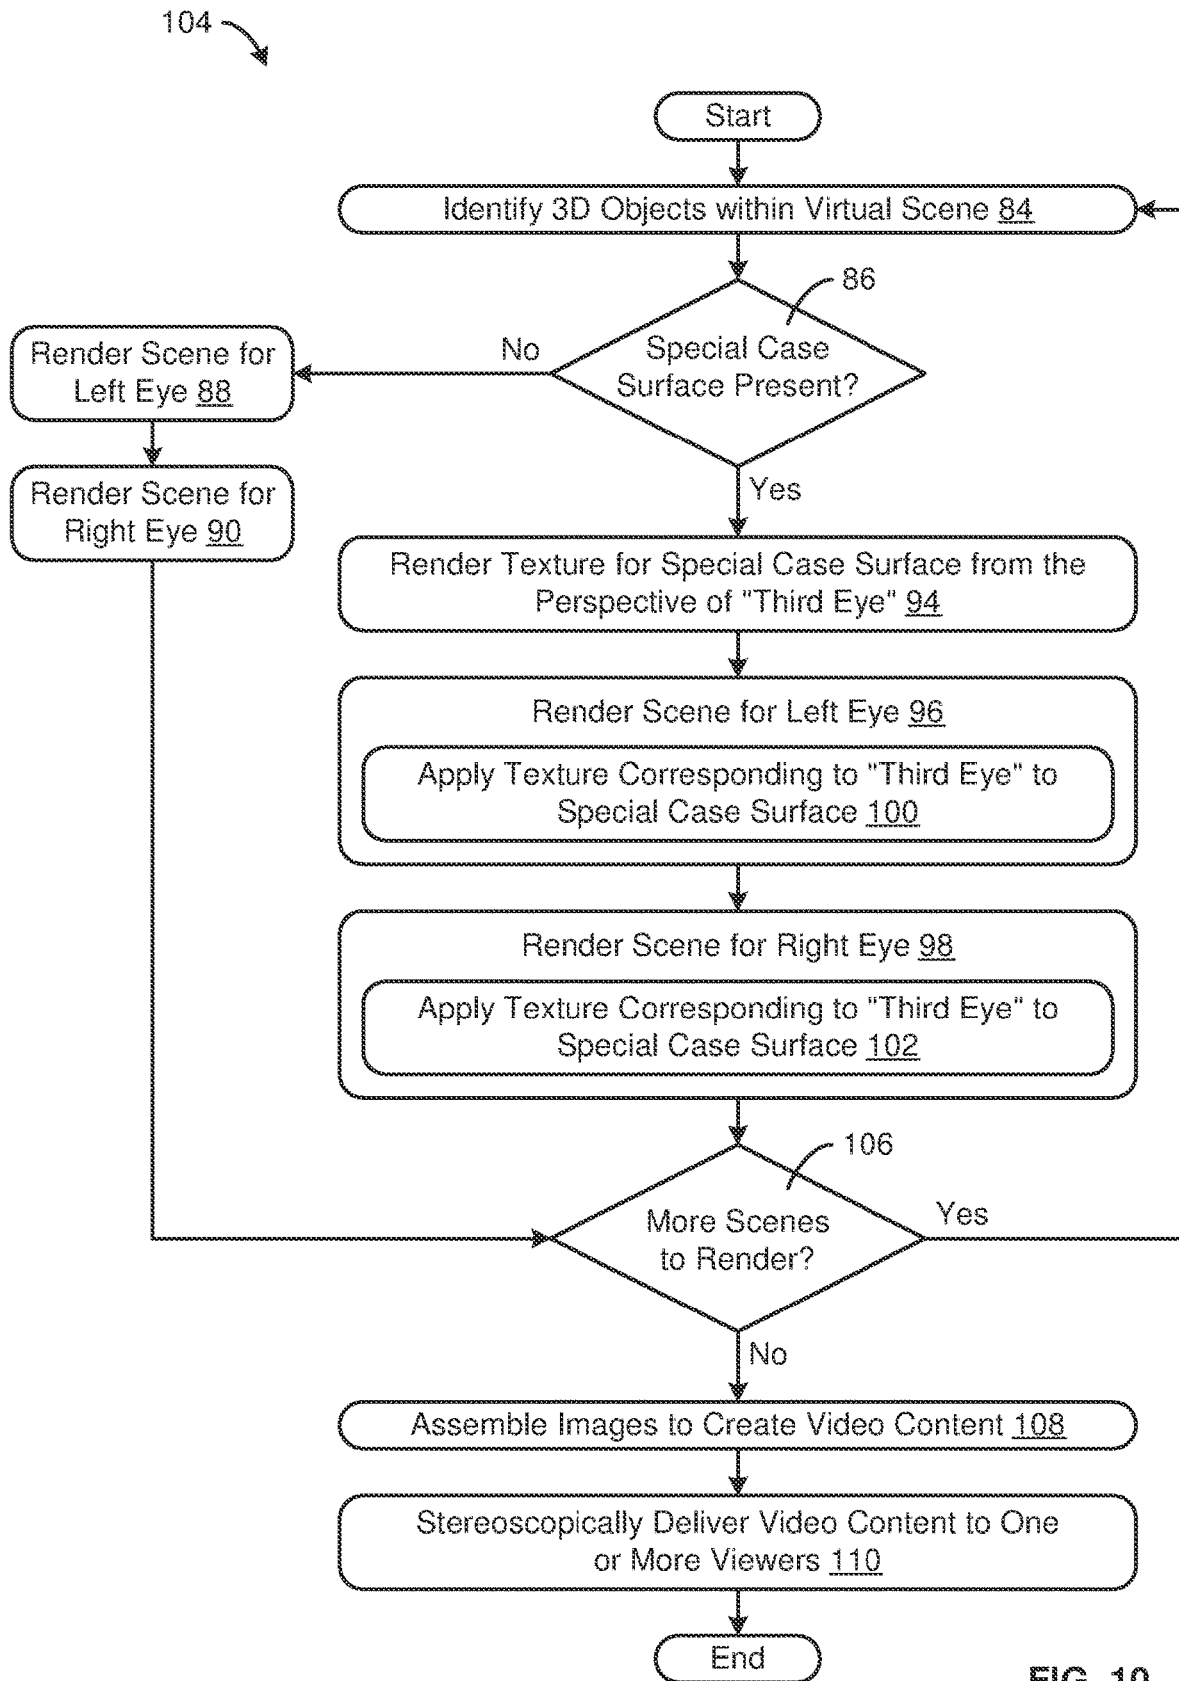 104
Start
Identify 3D Objects within Virtual Scene 84
86
Special Case
Surface Present?
No
Yes
Render Scene for
Left Eye 88
Render Scene for
Right Eye 90
Render Texture for Special Case Surface from the
Perspective of "Third Eye" 94
Render Scene for Left Eye 96
Apply Texture Corresponding to "Third Eye" to
Special Case Surface 100
Render Scene for Right Eye 98
Apply Texture Corresponding to "Third Eye" to
Special Case Surface 102
106
More Scenes
to Render?
Yes
No
Assemble Images to Create Video Content 108
Stereoscopically Deliver Video Content to One
or More Viewers 110
End
FIG. 10